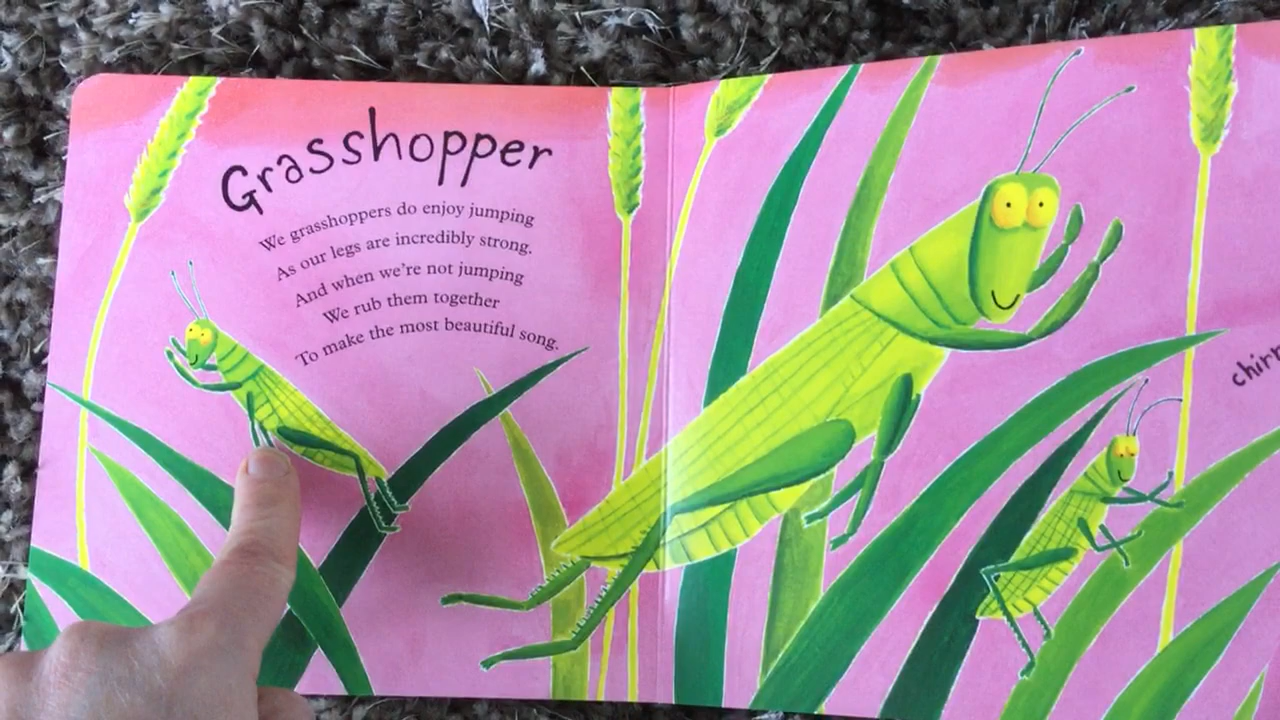 Grasshopper
We grasshoppers do enjoy jumping
As our legs are incredibly strong.
And when we're not jumping
We rub them together
To make the most beautiful song.